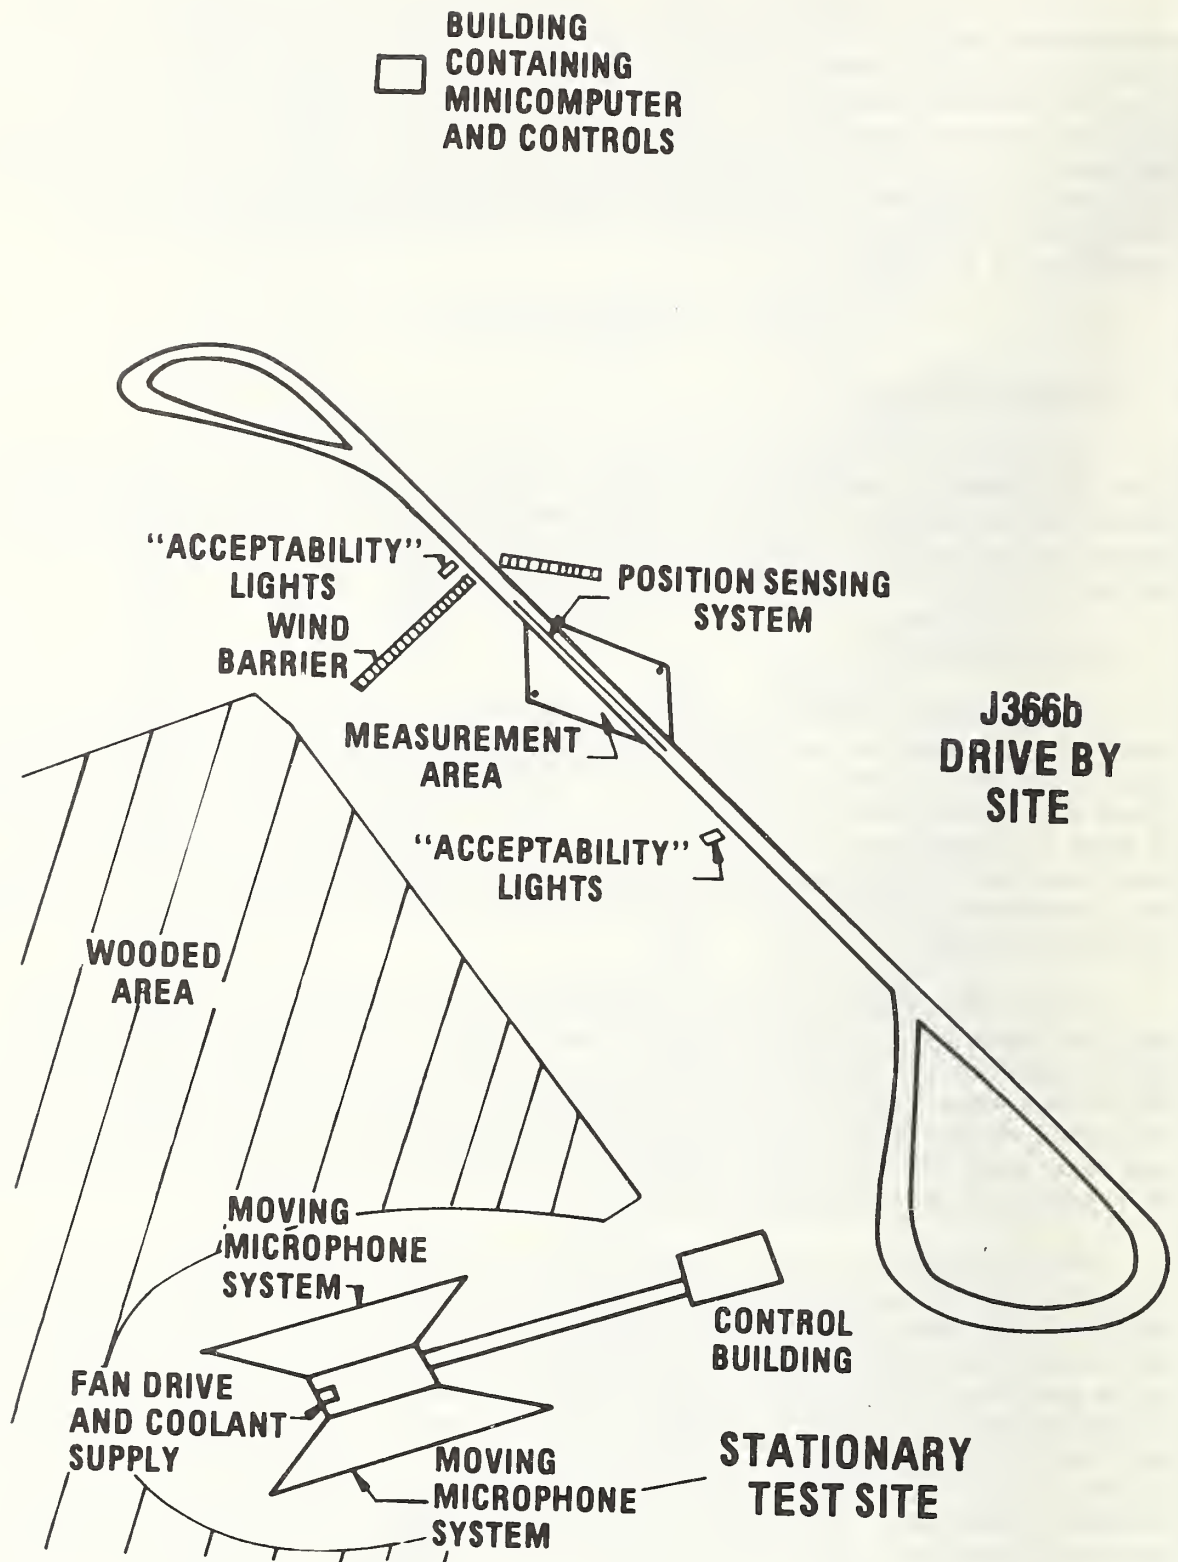 BUILDING
CONTAINING
MINICOMPUTER
AND CONTROLS
"ACCEPTABILITY"
LIGHTS
WIND
BARRIER
POSITION SENSING
SYSTEM
MEASUREMENT
AREA
J366b
DRIVE BY
SITE
"ACCEPTABILITY"
LIGHTS
WOODED
AREA
MOVING
MICROPHONE
SYSTEM
CONTROL
BUILDING
FAN DRIVE
AND COOLANT
SUPPLY
MOVING
MICROPHONE
SYSTEM
STATIONARY
TEST SITE